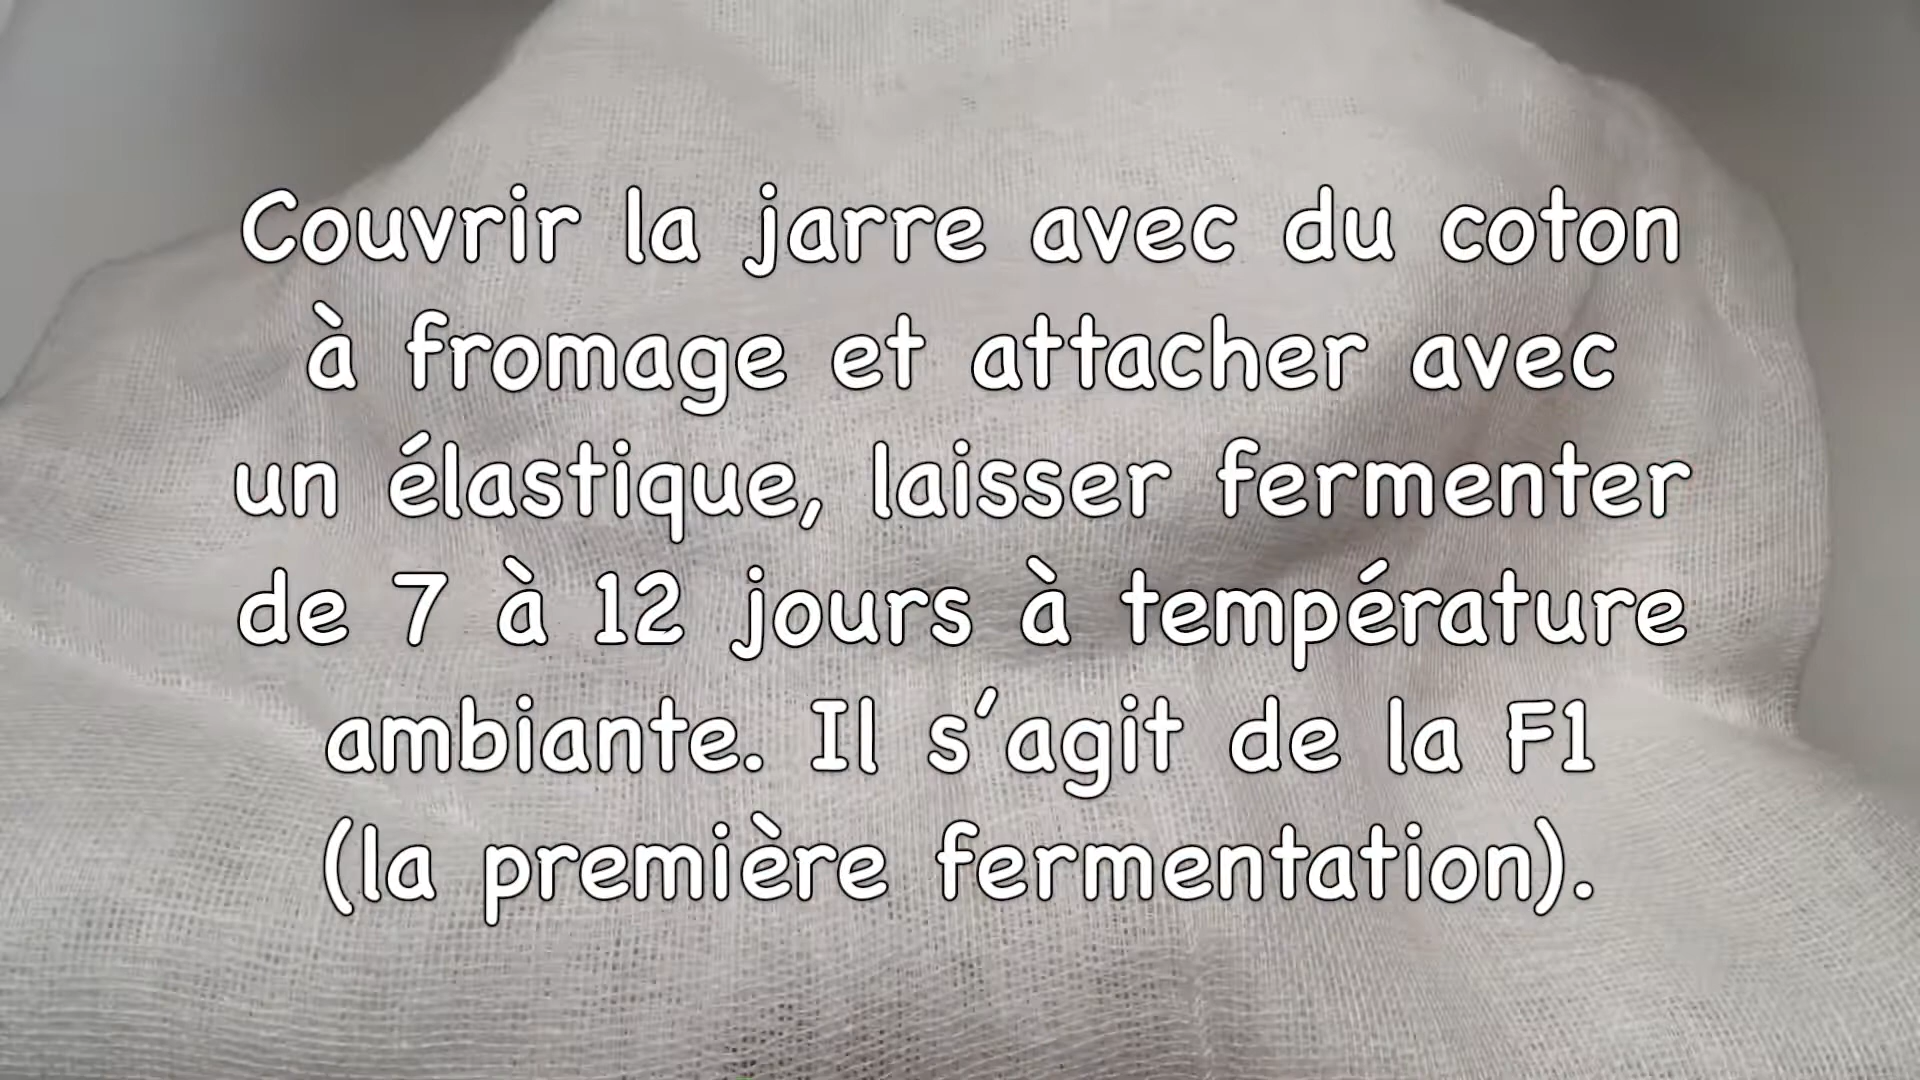 Couvrir la jarre avec du coton
à fromage et attacher avec
un élastique, laisser fermenter
de 7 à 12 jours à température
ambiante. Il s’agit de la F1
(la première fermentation).